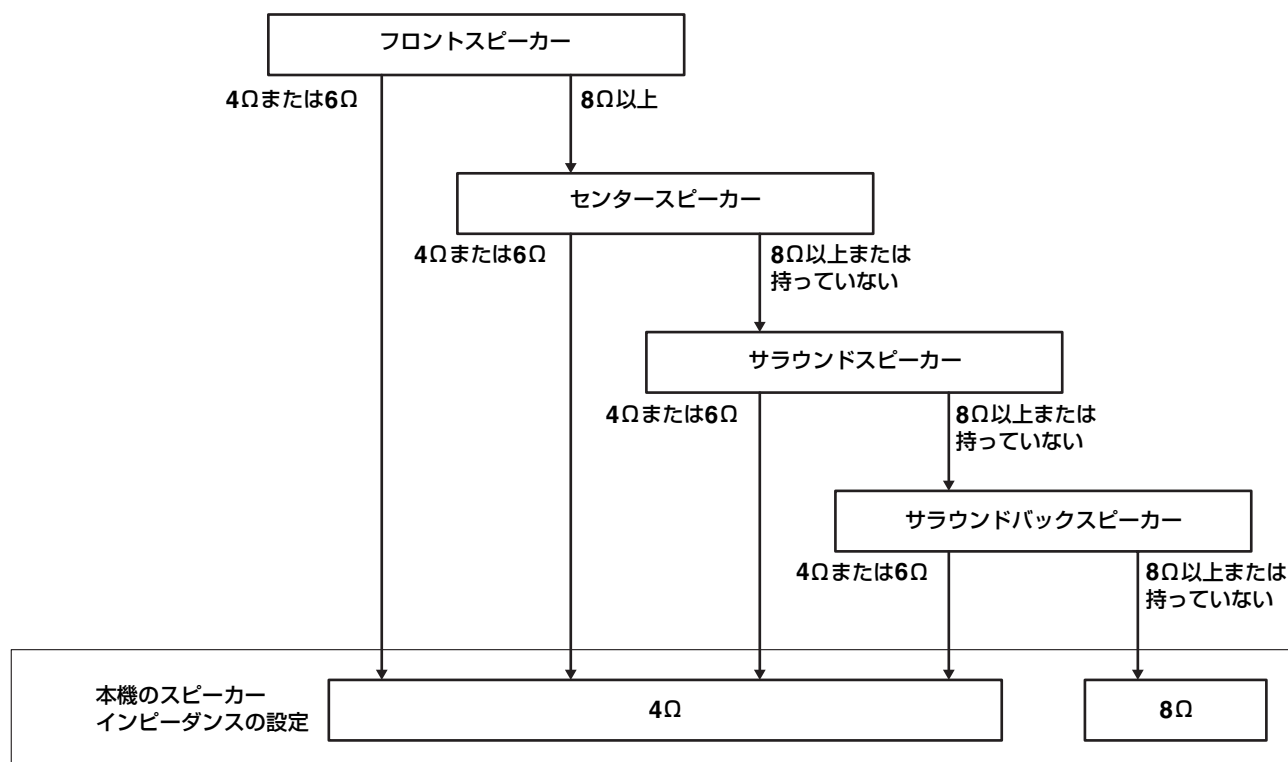 フロントスピーカー
4Ωまたは6Ω
8Ω以上
センタースピーカー
4Ωまたは6Ω
8Ω以上または
持っていない
サラウンドスピーカー
4Ωまたは6Ω
8Ω以上または
持っていない
サラウンドバックスピーカー
4Ωまたは6Ω
8Ω以上または
持っていない
本機のスピーカー
インピーダンスの設定
4Ω
8Ω